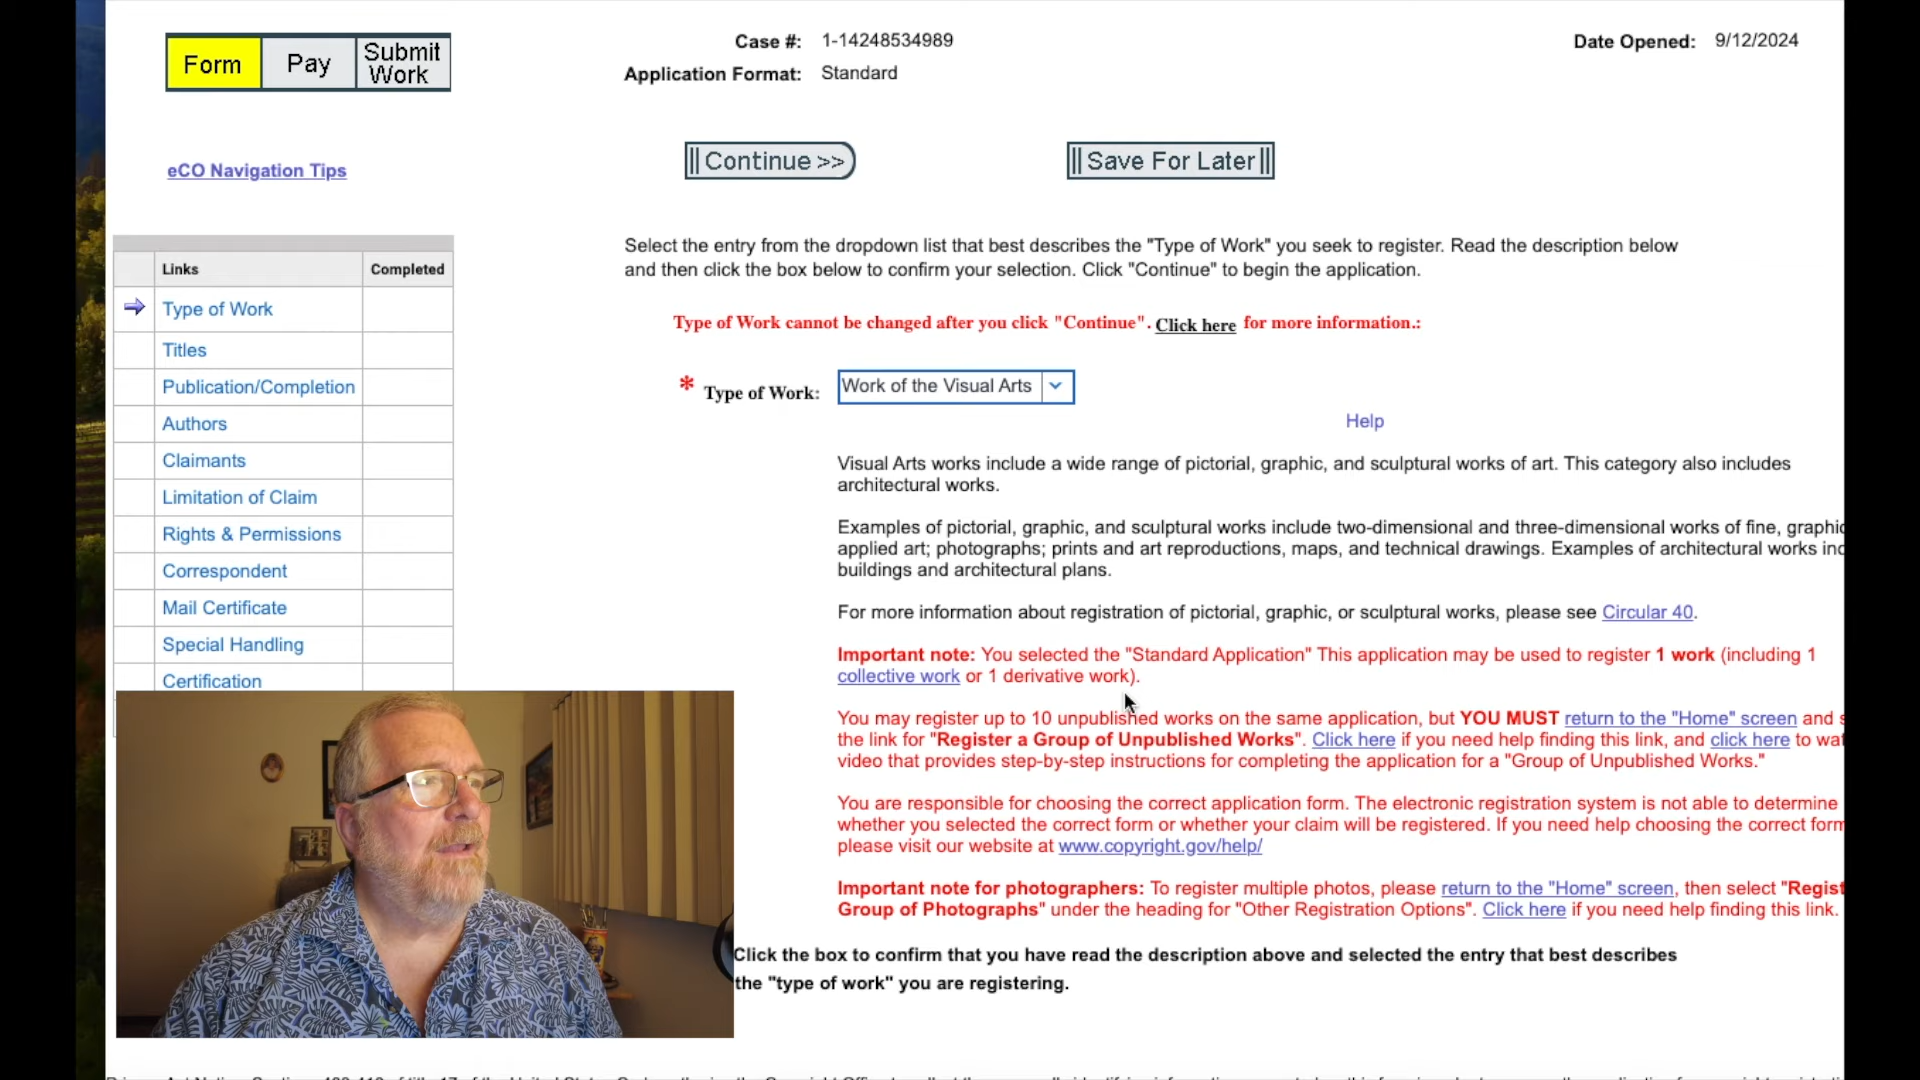 Form Pay Submit Work
Case #: 1-14248534989
Date Opened: 9/12/2024
Application Format: Standard
Continue >>
Save For Later
eCO Navigation Tips
Links Completed
Type of Work
Titles
Publication/Completion
Authors
Claimants
Limitation of Claim
Rights & Permissions
Correspondent
Mail Certificate
Special Handling
Certification
Select the entry from the dropdown list that best describes the "Type of Work" you seek to register. Read the description below
and then click the box below to confirm your selection. Click "Continue" to begin the application.
Type of Work cannot be changed after you click "Continue". Click here for more information.:
* Type of Work: Work of the Visual Arts
Help
Visual Arts works include a wide range of pictorial, graphic, and sculptural works of art. This category also includes
architectural works.
Examples of pictorial, graphic, and sculptural works include two-dimensional and three-dimensional works of fine, graphic
applied art; photographs; prints and art reproductions, maps, and technical drawings. Examples of architectural works inc
buildings and architectural plans.
For more information about registration of pictorial, graphic, or sculptural works, please see Circular 40.
Important note: You selected the "Standard Application" This application may be used to register 1 work (including 1
collective work or 1 derivative work).
You may register up to 10 unpublished works on the same application, but YOU MUST return to the "Home" screen and s
the link for "Register a Group of Unpublished Works". Click here if you need help finding this link, and click here to wat
video that provides step-by-step instructions for completing the application for a "Group of Unpublished Works."
You are responsible for choosing the correct application form. The electronic registration system is not able to determine
whether you selected the correct form or whether your claim will be registered. If you need help choosing the correct form
please visit our website at www.copyright.gov/help/
Important note for photographers: To register multiple photos, please return to the "Home" screen, then select "Regist
Group of Photographs" under the heading for "Other Registration Options". Click here if you need help finding this link.
Click the box to confirm that you have read the description above and selected the entry that best describes
the "type of work" you are registering.